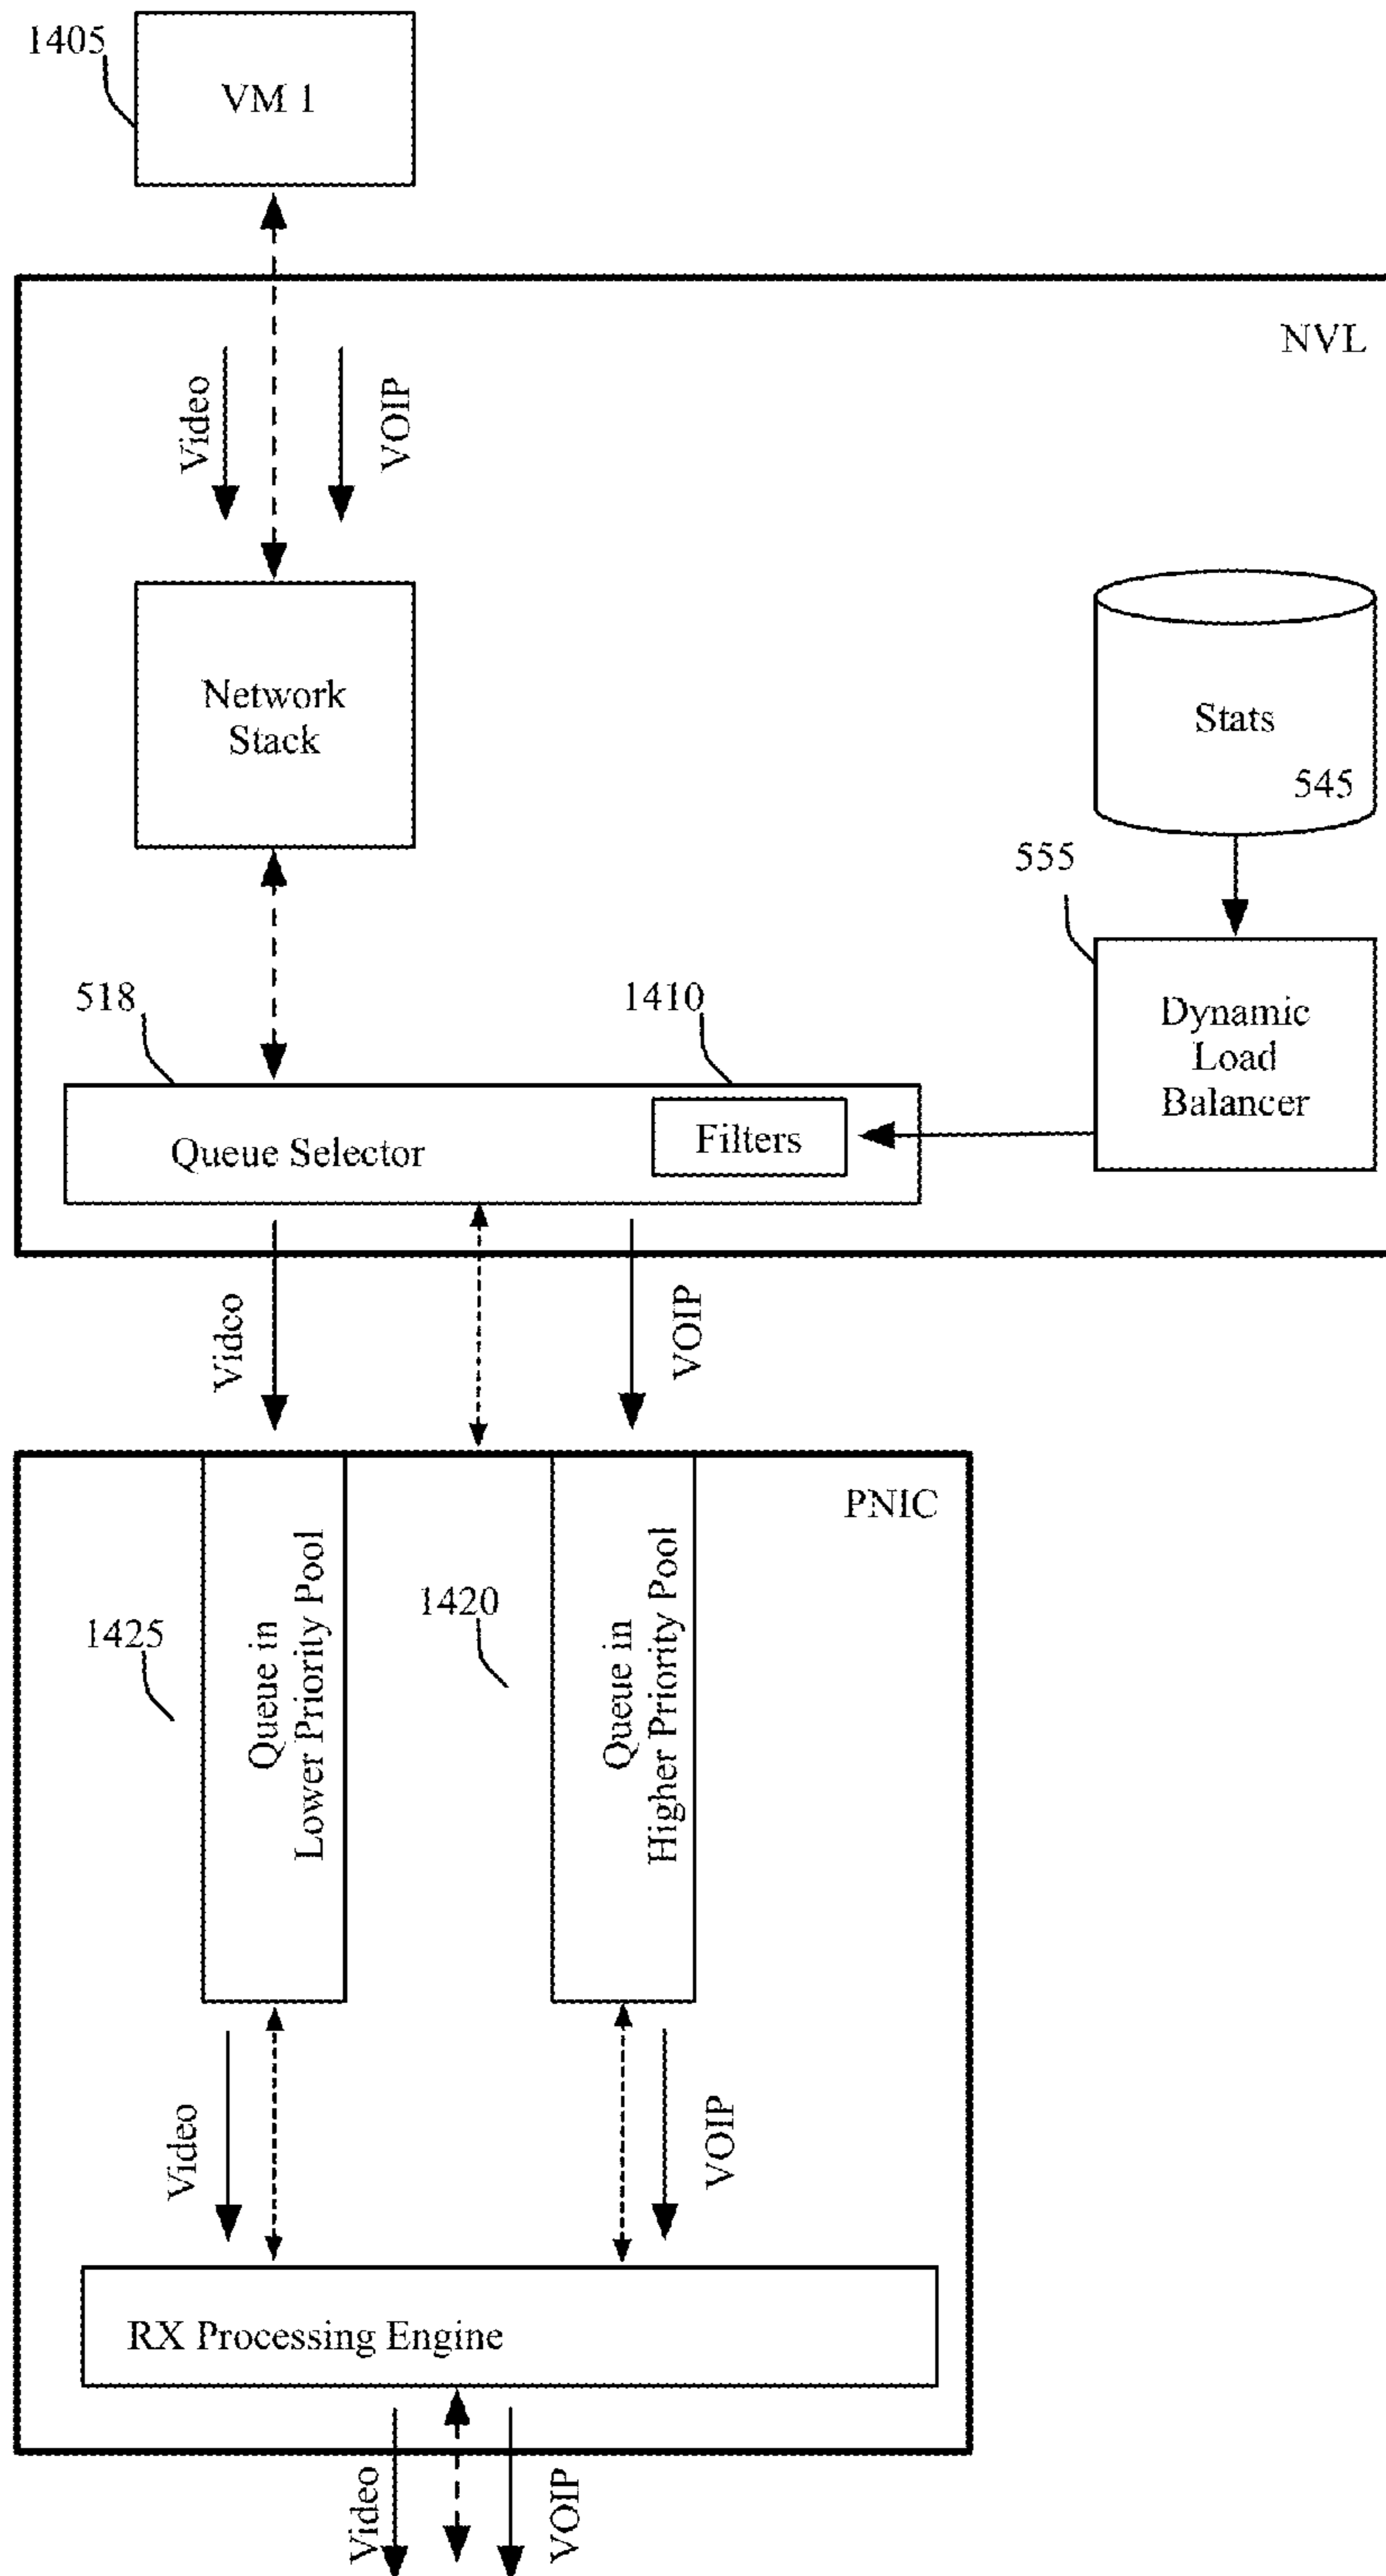 1405
VM 1
NVL
Video
VOIP
Network
Stack
Stats
545
555
Dynamic
Load
Balancer
518
1410
Queue Selector
Filters
Video
VOIP
PNIC
1425
Queue in
Lower Priority Pool
1420
Queue in
Higher Priority Pool
Video
VOIP
RX Processing Engine
Video
VOIP